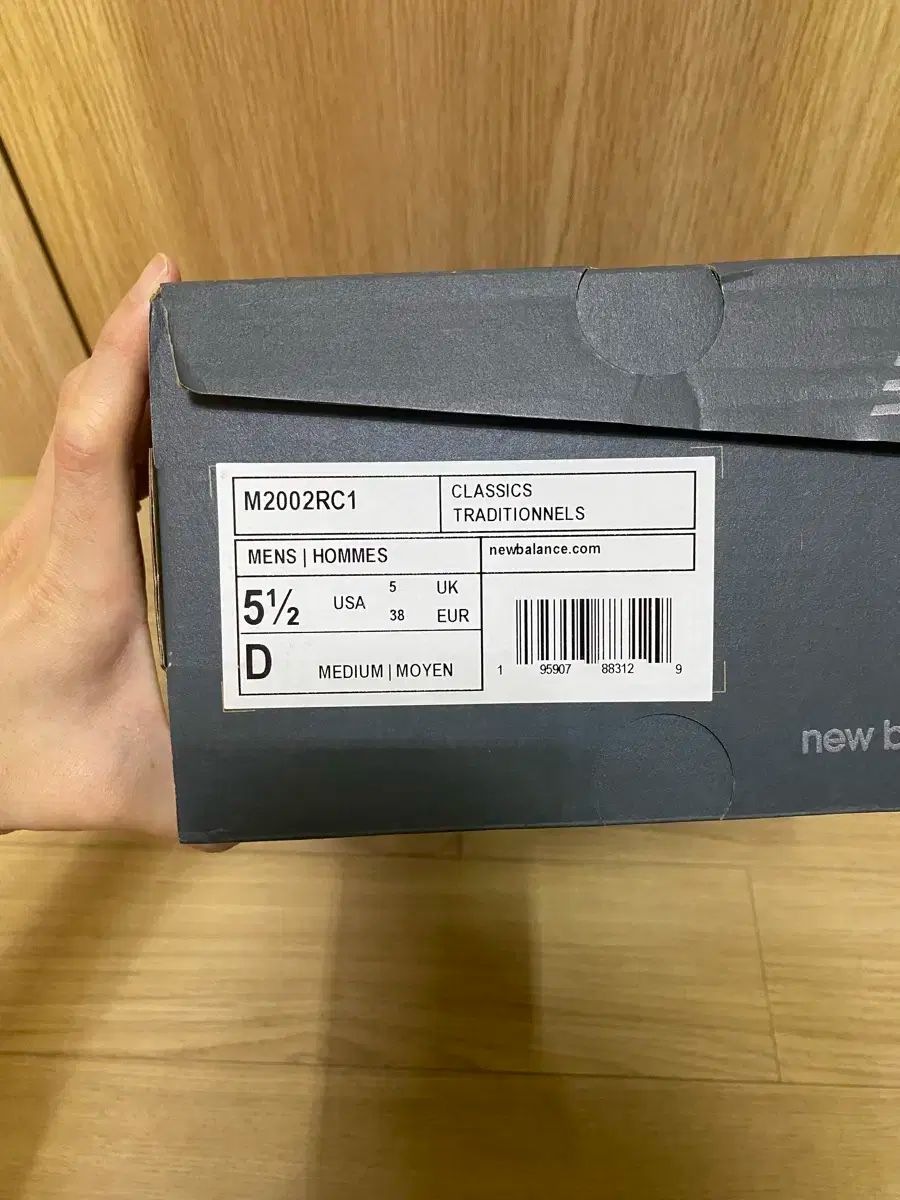 M2002RC1
CLASSICS
TRADITIONNELS
MENS | HOMMES
newbalance.com
5½ USA 5 UK
38 EUR
D MEDIUM | MOYEN
1 95907 88312 9
new b